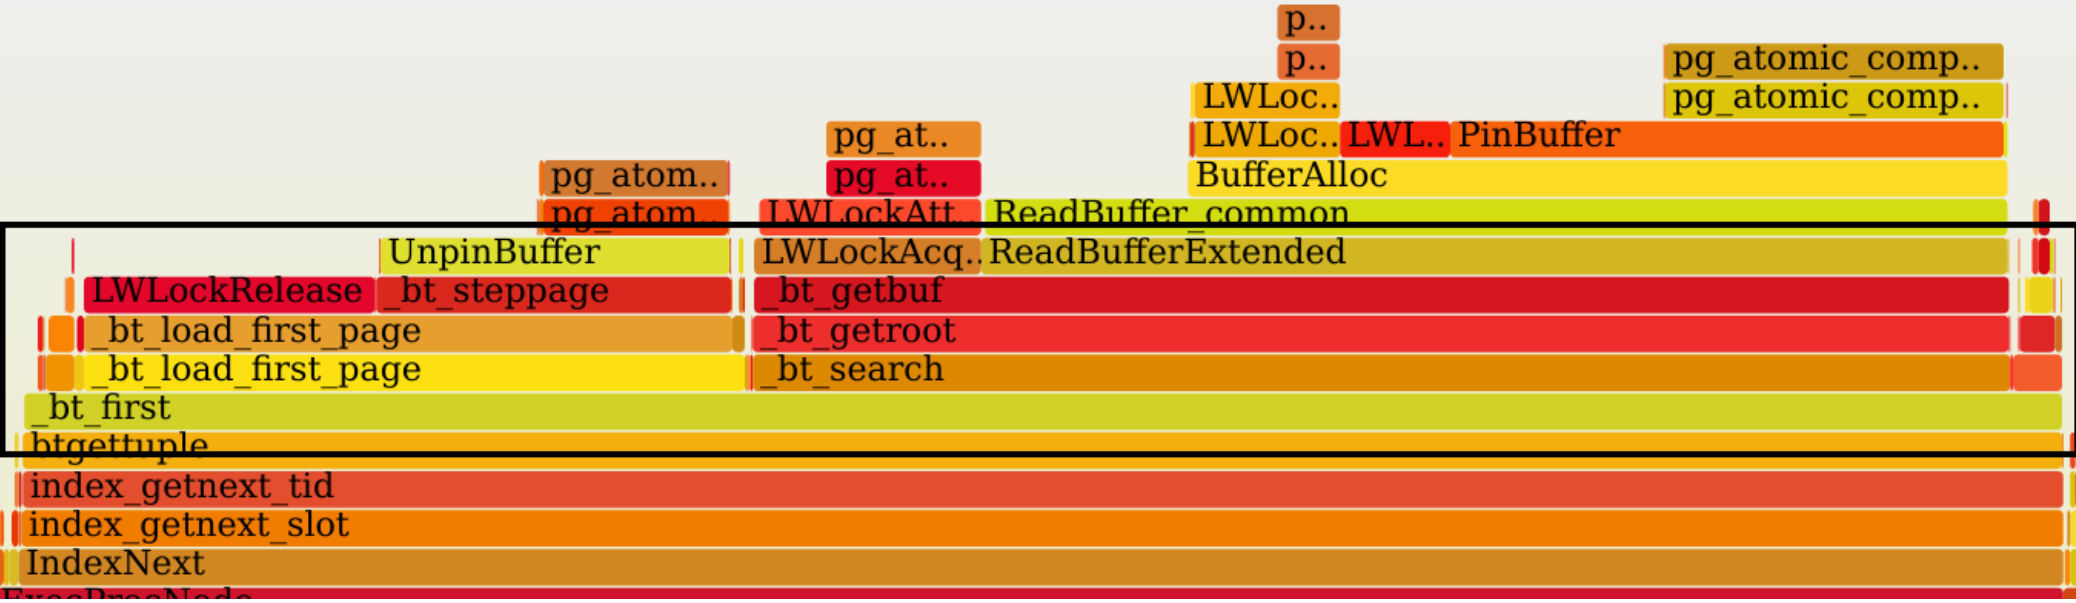 p..
p.. pg_atomic_comp..
LWLoc.. pg_atomic_comp..
pg_at.. LWLoc.. LWL.. PinBuffer
pg_atom.. pg_at.. BufferAlloc
pg_atom.. LWLockAtt.. ReadBuffer_common
UnpinBuffer LWLockAcq.. ReadBufferExtended
LWLockRelease _bt_steppage _bt_getbuf
_bt_load_first_page _bt_getroot
_bt_load_first_page _bt_search
_bt_first
btgettuple
index_getnext_tid
index_getnext_slot
IndexNext
ExecProcNode